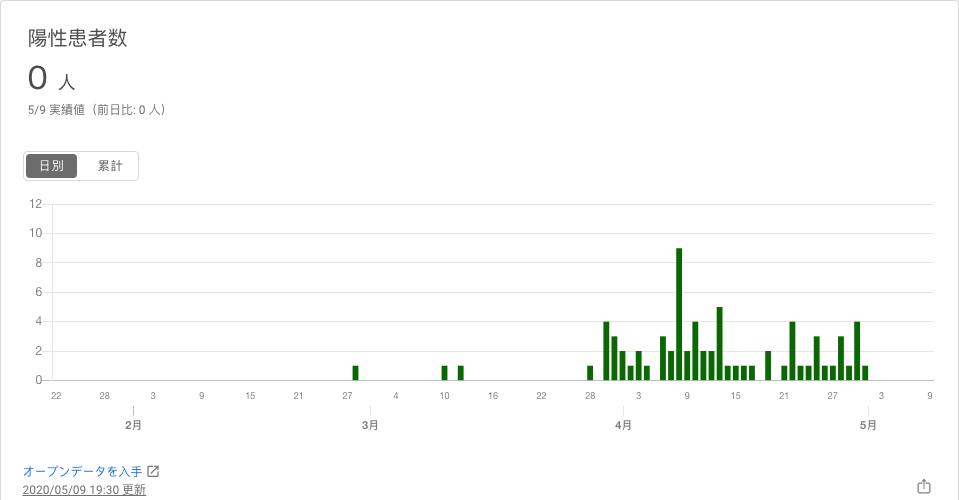 陽性患者数
0 人
5/9 実績値（前日比: 0 人）
日別 累計
12
10
8
6
4
2
0
22 28 3 9 15 21 27 4 10 16 22 28 3 9 15 21 27 3 9
2月 3月 4月 5月
オープンデータを入手
2020/05/09 19:30 更新